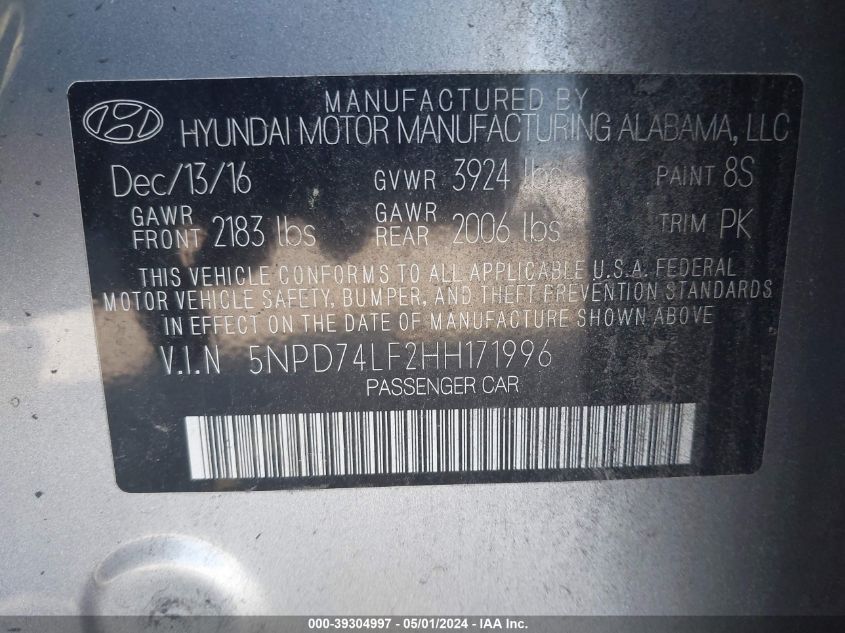 MANUFACTURED BY
HYUNDAI MOTOR MANUFACTURING ALABAMA, LLC
Dec/13/16 GVWR 3924 lbs PAINT 8S
GAWR FRONT 2183 lbs GAWR REAR 2006 lbs TRIM PK
THIS VEHICLE CONFORMS TO ALL APPLICABLE U.S.A. FEDERAL
MOTOR VEHICLE SAFETY, BUMPER, AND THEFT PREVENTION STANDARDS
IN EFFECT ON THE DATE OF MANUFACTURE SHOWN ABOVE
V.I.N 5NPD74LF2HH171996
PASSENGER CAR
000-39304997 - 05/01/2024 - IAA Inc.